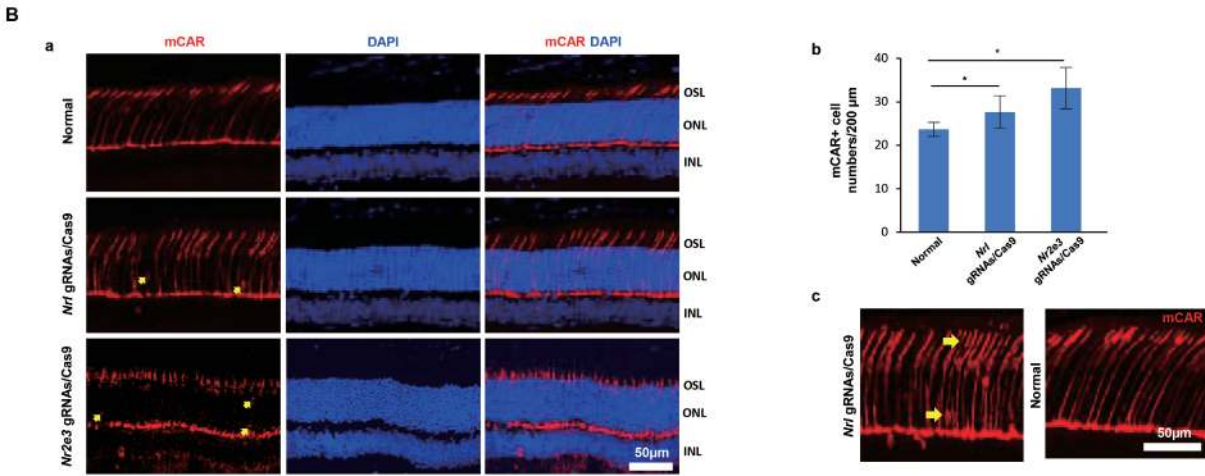 B
a
mCAR
DAPI
mCAR DAPI
Normal
OSL
ONL
INL
Nrl gRNAs/Cas9
OSL
ONL
INL
Nr2e3 gRNAs/Cas9
OSL
ONL
INL
50μm
b
mCAR+ cell
numbers/200 μm
40
30
20
10
0
*
*
Normal
Nrl
gRNAs/Cas9
Nr2e3
gRNAs/Cas9
c
Nrl gRNAs/Cas9
Normal
mCAR
50μm